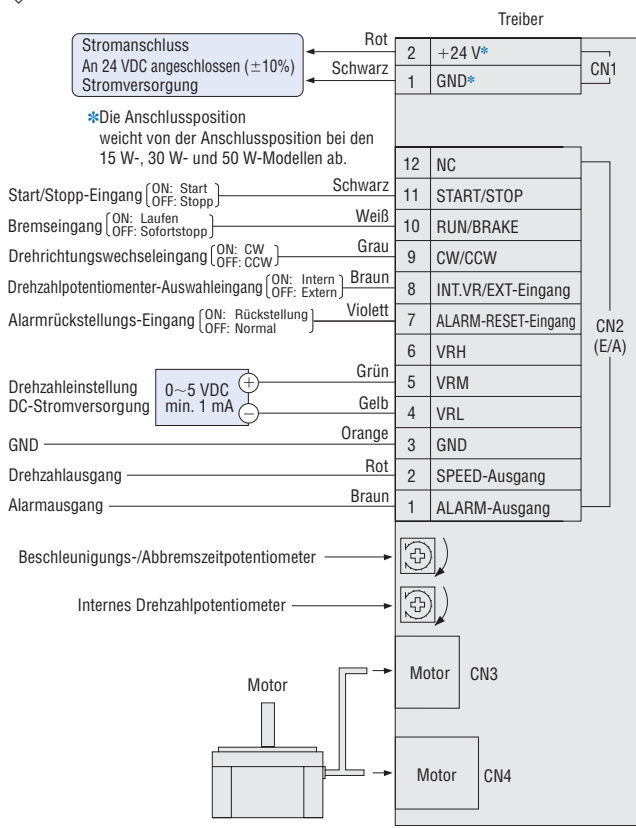 Treiber
Stromanschluss
An 24 VDC angeschlossen (±10%)
Stromversorgung
Rot 2 +24 V*
Schwarz 1 GND*
CN1
*Die Anschlussposition
weicht von der Anschlussposition bei den
15 W-, 30 W- und 50 W-Modellen ab.
12 NC
Start/Stopp-Eingang ON: Start OFF: Stopp Schwarz 11 START/STOP
Bremseingang ON: Laufen OFF: Sofortstopp Weiß 10 RUN/BRAKE
Drehrichtungswechseleingang ON: CW OFF: CCW Grau 9 CW/CCW
Drehzahlpotentiomenter-Auswahleingang ON: Intern OFF: Extern Braun 8 INT.VR/EXT-Eingang
Alarmrückstellungs-Eingang ON: Rückstellung OFF: Normal Violett 7 ALARM-RESET-Eingang
CN2
(E/A)
6 VRH
Drehzahleinstellung
DC-Stromversorgung
0~5 VDC
min. 1 mA
+ Grün 5 VRM
− Gelb 4 VRL
GND Orange 3 GND
Drehzahlausgang Rot 2 SPEED-Ausgang
Alarmausgang Braun 1 ALARM-Ausgang
Beschleunigungs-/Abbremszeitpotentiometer
Internes Drehzahlpotentiometer
Motor CN3
Motor
Motor CN4